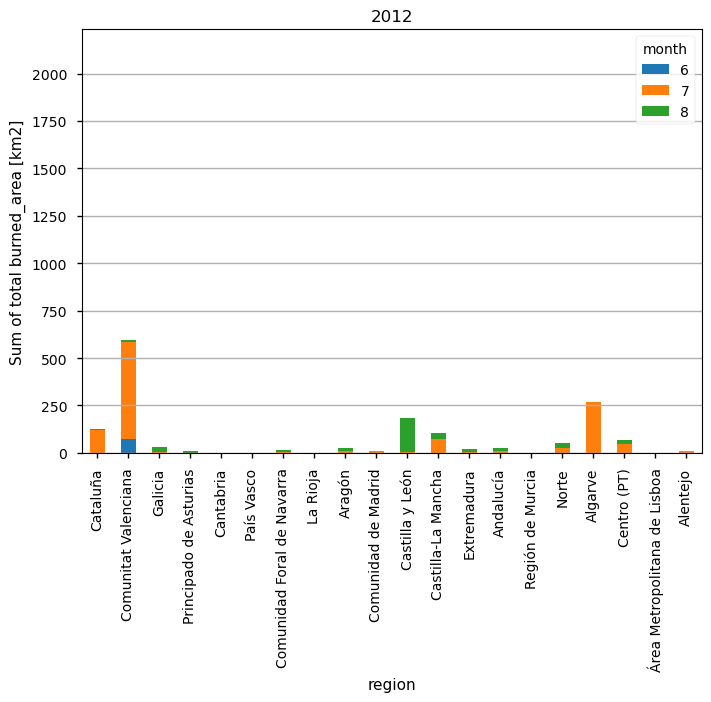 2012
month
6
7
8
Sum of total burned_area [km2]
2000
1750
1500
1250
1000
750
500
250
0
Cataluña
Comunitat Valenciana
Galicia
Principado de Asturias
Cantabria
País Vasco
Comunidad Foral de Navarra
La Rioja
Aragón
Comunidad de Madrid
Castilla y León
Castilla-La Mancha
Extremadura
Andalucía
Región de Murcia
Norte
Algarve
Centro (PT)
Área Metropolitana de Lisboa
Alentejo
region